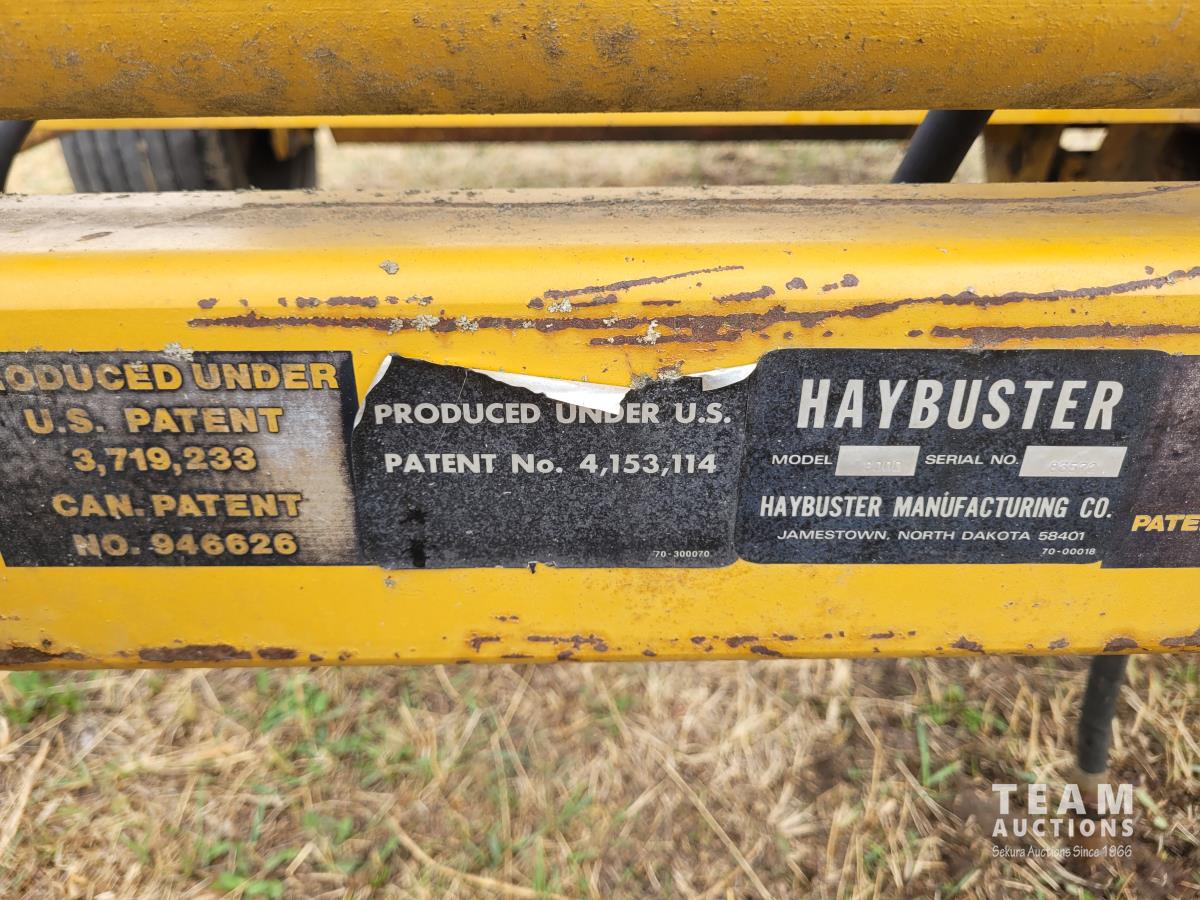 RODUCED UNDER
U.S. PATENT
3,719,233
CAN. PATENT
NO. 946626
PRODUCED UNDER U.S.
PATENT No. 4,153,114
70-300070
HAYBUSTER
MODEL SERIAL NO.
HAYBUSTER MANUFACTURING CO.
JAMESTOWN, NORTH DAKOTA 58401
70-00018
PATE
TEAM
AUCTIONS
Sekura Auctions Since 1966